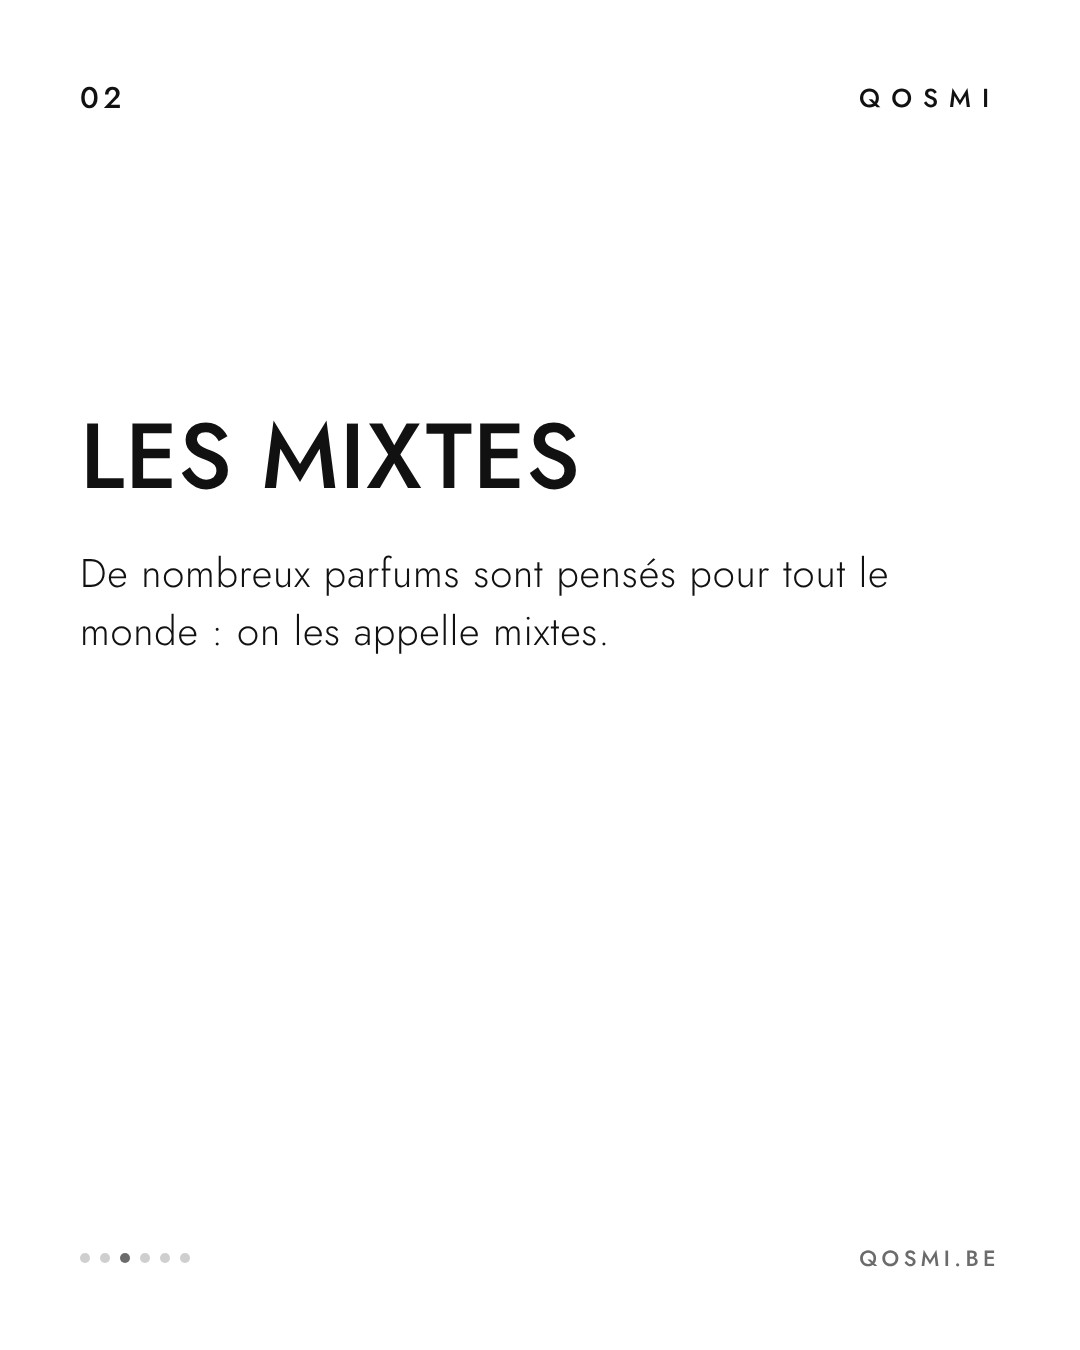 02
QOSMI
LES MIXTES
De nombreux parfums sont pensés pour tout le
monde : on les appelle mixtes.
QOSMI.BE